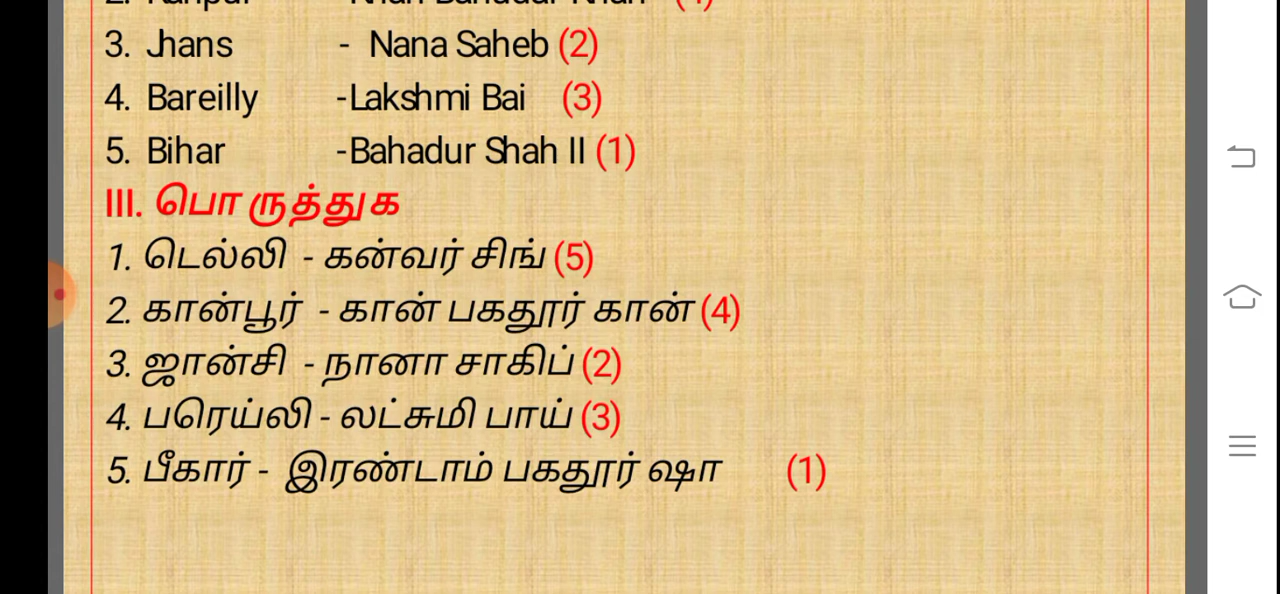 3. Jhans - Nana Saheb (2)
4. Bareilly -Lakshmi Bai (3)
5. Bihar -Bahadur Shah II (1)
III. பொருத்துக
1. டெல்லி - கன்வர் சிங் (5)
2. கான்பூர் - கான் பகதூர் கான் (4)
3. ஜான்சி - நானா சாகிப் (2)
4. பரெய்லி - லட்சுமி பாய் (3)
5. பீகார் - இரண்டாம் பகதூர் ஷா (1)